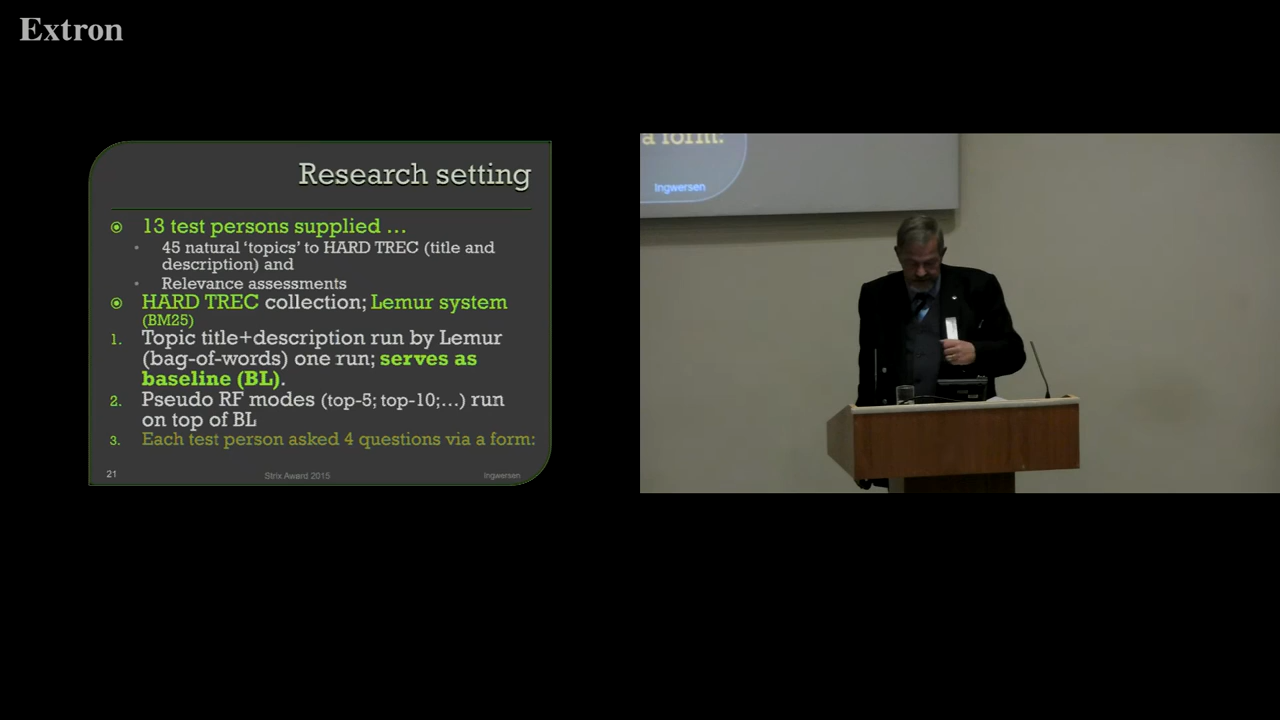 Extron
Research setting
13 test persons supplied …
45 natural ‘topics’ to HARD TREC (title and
description) and
Relevance assessments
HARD TREC collection; Lemur system
(BM25)
1. Topic title+description run by Lemur
(bag-of-words) one run; serves as
baseline (BL).
2. Pseudo RF modes (top-5; top-10;…) run
on top of BL
3. Each test person asked 4 questions via a form:
21 Strix Award 2015 Ingwersen
a form:
Ingwersen